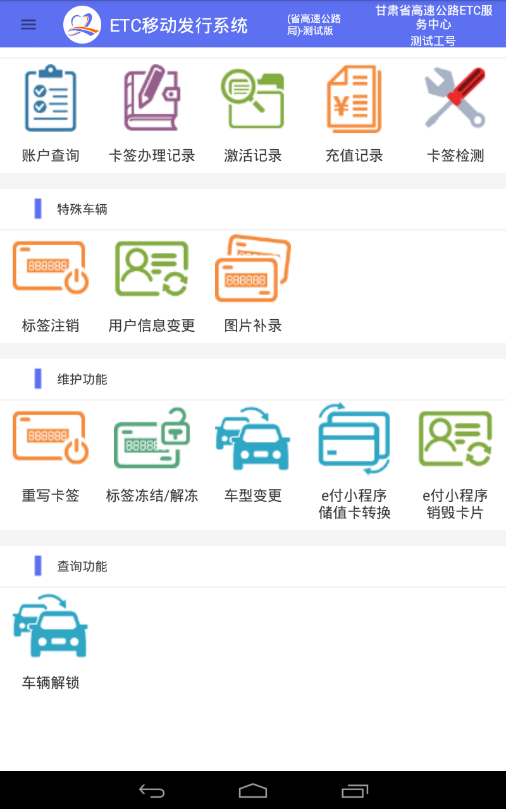 ETC移动发行系统
(省高速公路
局)-测试版
甘肃省高速公路ETC服
务中心
测试工号
账户查询
卡签办理记录
激活记录
充值记录
卡签检测
特殊车辆
标签注销
用户信息变更
图片补录
维护功能
重写卡签
标签冻结/解冻
车型变更
e付小程序
储值卡转换
e付小程序
销毁卡片
查询功能
车辆解锁